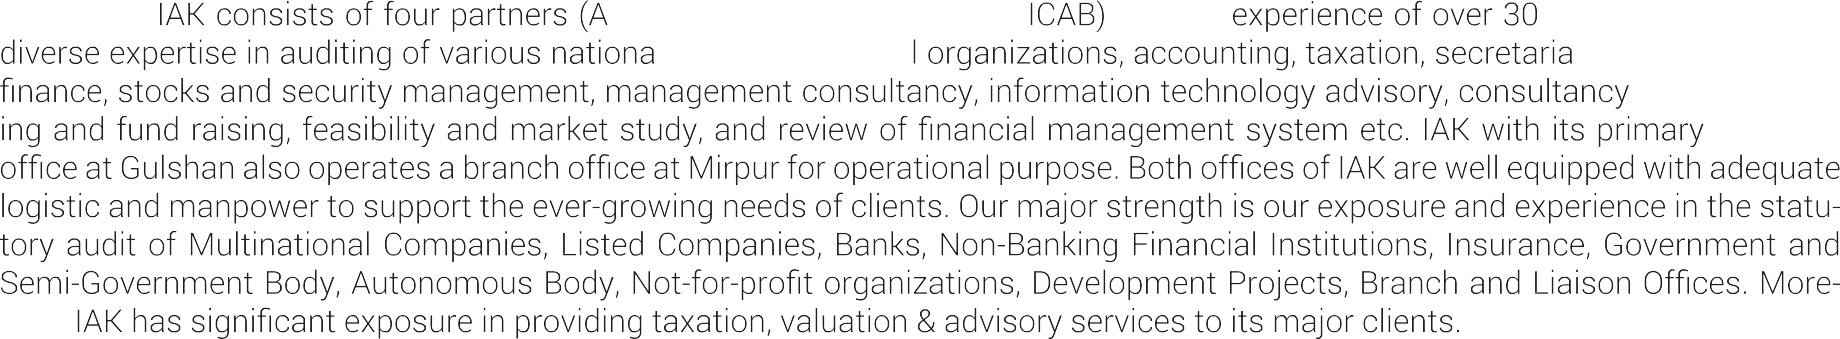 IAK consists of four partners (A ICAB) experience of over 30
diverse expertise in auditing of various nationa l organizations, accounting, taxation, secretaria
finance, stocks and security management, management consultancy, information technology advisory, consultancy
ing and fund raising, feasibility and market study, and review of financial management system etc. IAK with its primary
office at Gulshan also operates a branch office at Mirpur for operational purpose. Both offices of IAK are well equipped with adequate
logistic and manpower to support the ever-growing needs of clients. Our major strength is our exposure and experience in the statu-
tory audit of Multinational Companies, Listed Companies, Banks, Non-Banking Financial Institutions, Insurance, Government and
Semi-Government Body, Autonomous Body, Not-for-profit organizations, Development Projects, Branch and Liaison Offices. More-
IAK has significant exposure in providing taxation, valuation & advisory services to its major clients.